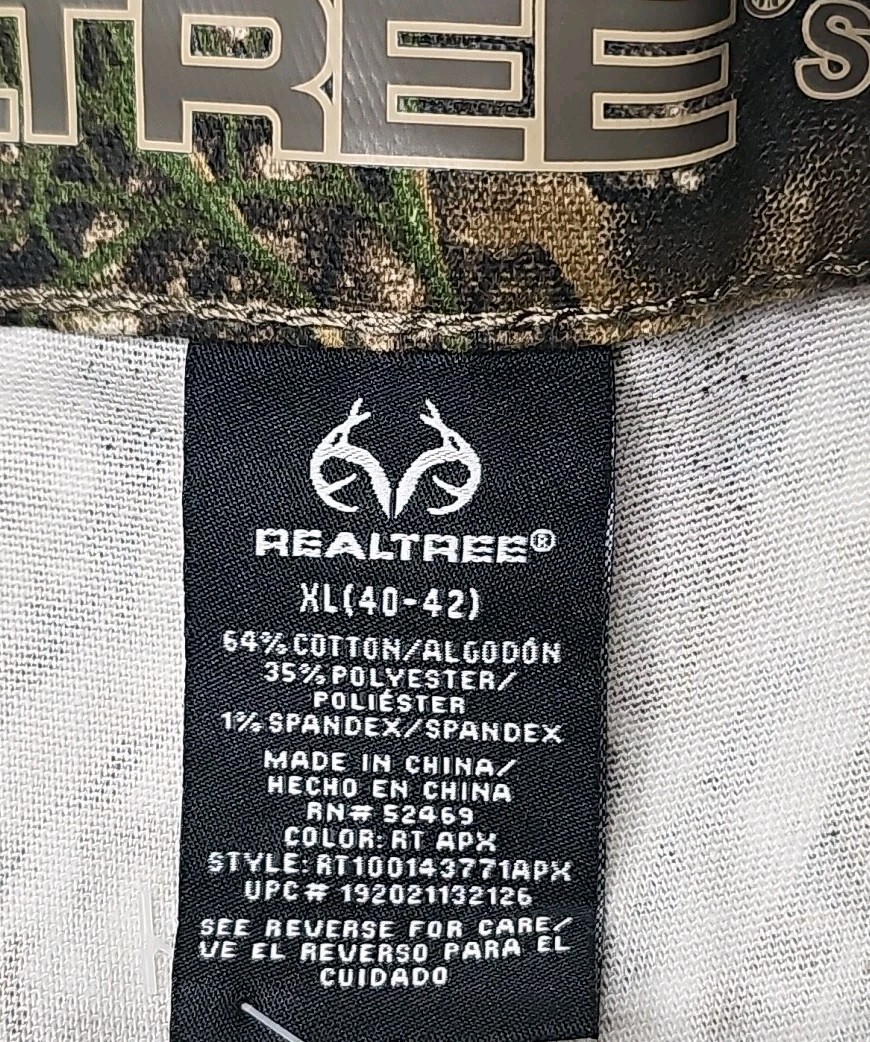 TREE® S
REALTREE®
XL(40-42)
64% COTTON/ALGODÓN
35% POLYESTER/
POLIÉSTER
1% SPANDEX/SPANDEX
MADE IN CHINA/
HECHO EN CHINA
RN# 52469
COLOR: RT APX
STYLE: RT100143771APX
UPC# 192021132126
SEE REVERSE FOR CARE/
VE EL REVERSO PARA EL
CUIDADO